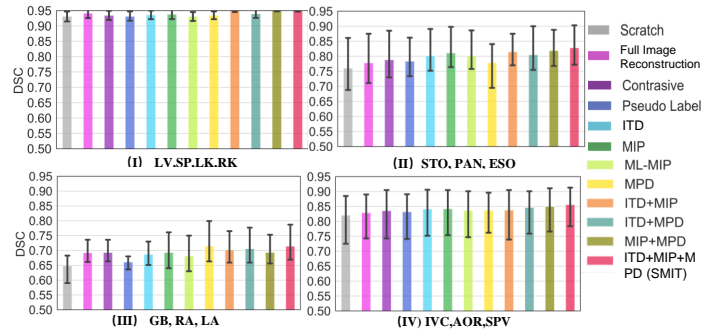 0.95
0.90
0.85
0.80
0.75
0.70
0.65
0.60
0.55
0.50
DSC
(I) LV.SP.LK.RK
0.95
0.90
0.85
0.80
0.75
0.70
0.65
0.60
0.55
0.50
(II) STO, PAN, ESO
0.95
0.90
0.85
0.80
0.75
0.70
0.65
0.60
0.55
0.50
DSC
(III) GB, RA, LA
0.95
0.90
0.85
0.80
0.75
0.70
0.65
0.60
0.55
0.50
(IV) IVC,AOR,SPV
Scratch
Full Image
Reconstruction
Contrasive
Pseudo Label
ITD
MIP
ML-MIP
MPD
ITD+MIP
ITD+MPD
MIP+MPD
ITD+MIP+M
PD (SMIT)